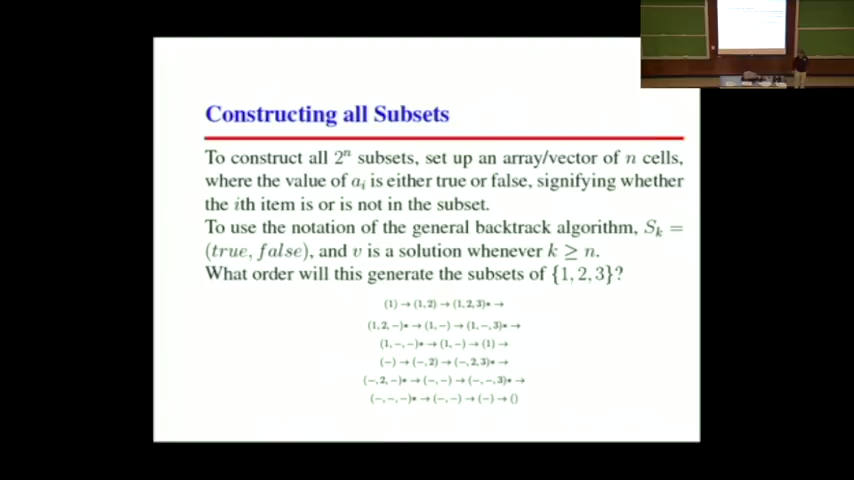 Constructing all Subsets
To construct all 2ⁿ subsets, set up an array/vector of n cells,
where the value of aᵢ is either true or false, signifying whether
the ith item is or is not in the subset.
To use the notation of the general backtrack algorithm, Sₖ =
(true, false), and v is a solution whenever k ≥ n.
What order will this generate the subsets of {1, 2, 3}?
(1) → (1, 2) → (1, 2, 3)* →
(1, 2, −)* → (1, −) → (1, −, 3)* →
(1, −, −)* → (1, −) → (1) →
(−) → (−, 2) → (−, 2, 3)* →
(−, 2, −)* → (−, −) → (−, −, 3)* →
(−, −, −)* → (−, −) → (−) → ()